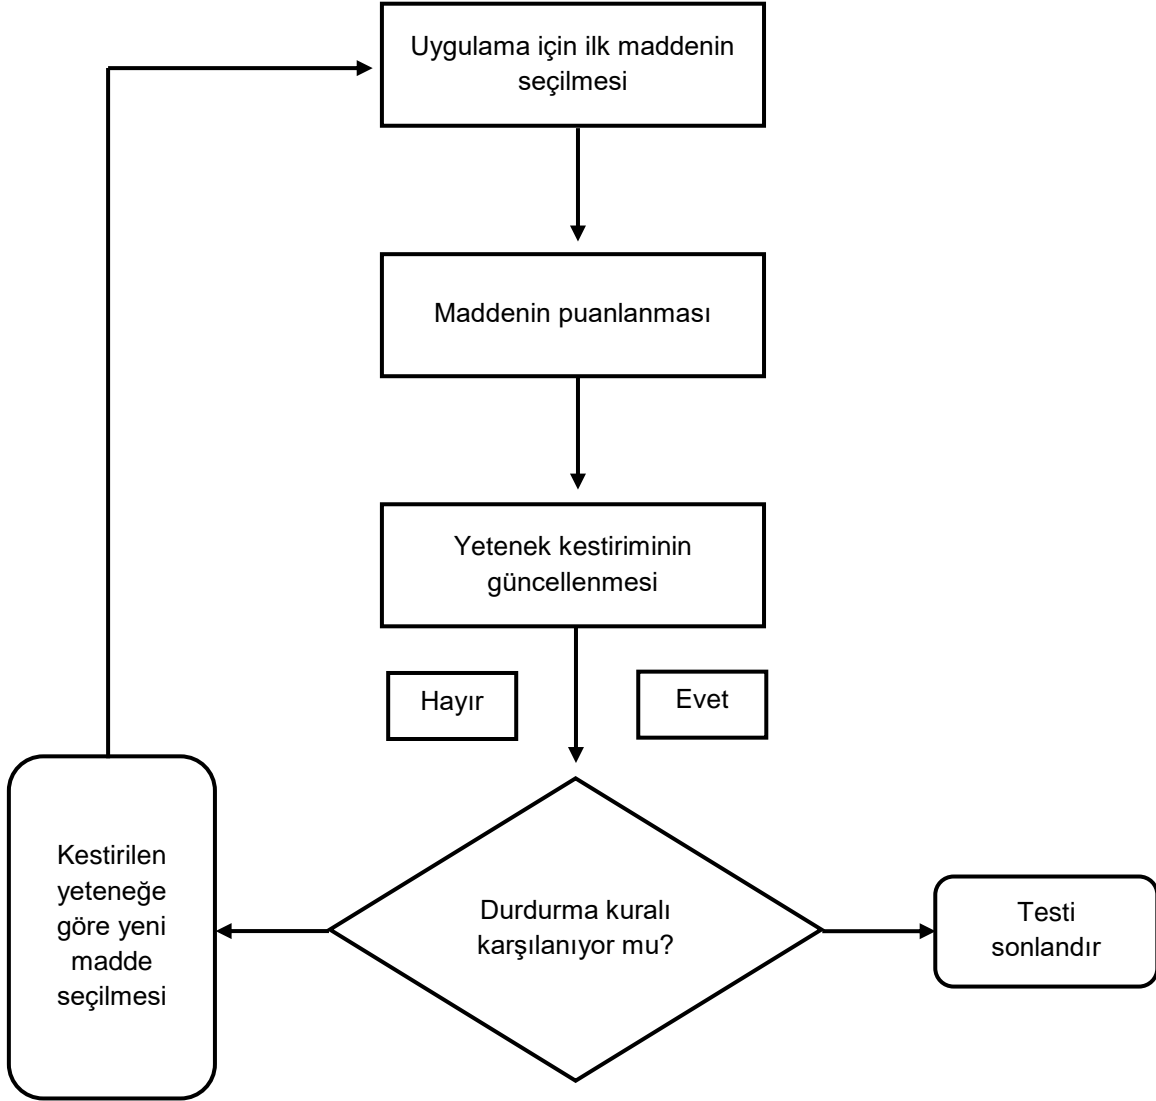 Uygulama için ilk maddenin
seçilmesi
Maddenin puanlanması
Yetenek kestiriminin
güncellenmesi
Hayır
Evet
Kestirilen
yeteneğe
göre yeni
madde
seçilmesi
Durdurma kuralı
karşılanıyor mu?
Testi
sonlandır